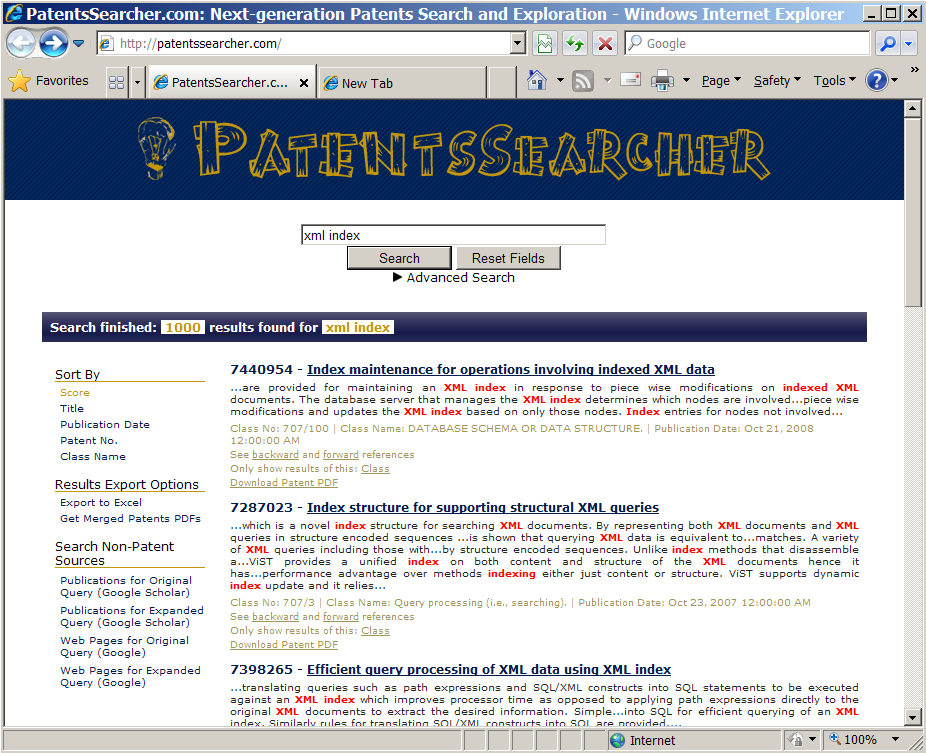 PatentsSearcher.com: Next-generation Patents Search and Exploration - Windows Internet Explorer
http://patentssearcher.com/
Google
Favorites
PatentsSearcher.c...
New Tab
Page
Safety
Tools
PATENTSSEARCHER
xml index
Search
Reset Fields
Advanced Search
Search finished: 1000 results found for xml index
Sort By
Score
Title
Publication Date
Patent No.
Class Name
Results Export Options
Export to Excel
Get Merged Patents PDFs
Search Non-Patent
Sources
Publications for Original
Query (Google Scholar)
Publications for Expanded
Query (Google Scholar)
Web Pages for Original
Query (Google)
Web Pages for Expanded
Query (Google)
7440954 - Index maintenance for operations involving indexed XML data
...are provided for maintaining an XML index in response to piece wise modifications on indexed XML
documents. The database server that manages the XML index determines which nodes are involved...piece wise
modifications and updates the XML index based on only those nodes. Index entries for nodes not involved...
Class No: 707/100 | Class Name: DATABASE SCHEMA OR DATA STRUCTURE. | Publication Date: Oct 21, 2008
12:00:00 AM
See backward and forward references
Only show results of this: Class
Download Patent PDF
7287023 - Index structure for supporting structural XML queries
...which is a novel index structure for searching XML documents. By representing both XML documents and XML
queries in structure encoded sequences ...is shown that querying XML data is equivalent to...matches. A variety
of XML queries including those with...by structure encoded sequences. Unlike index methods that disassemble
a...ViST provides a unified index on both content and structure of the XML documents hence it
has...performance advantage over methods indexing either just content or structure. ViST supports dynamic
index update and it relies...
Class No: 707/3 | Class Name: Query processing (i.e., searching). | Publication Date: Oct 23, 2007 12:00:00 AM
See backward and forward references
Only show results of this: Class
Download Patent PDF
7398265 - Efficient query processing of XML data using XML index
...translating queries such as path expressions and SQL/XML constructs into SQL statements to be executed
against an XML index which improves processor time as opposed to applying path expressions directly to the
original XML documents to extract the desired information. Simple...into SQL for efficient querying of an XML
index. Similarly rules for translating SQL/XML constructs into SQL are provided....
Internet
100%